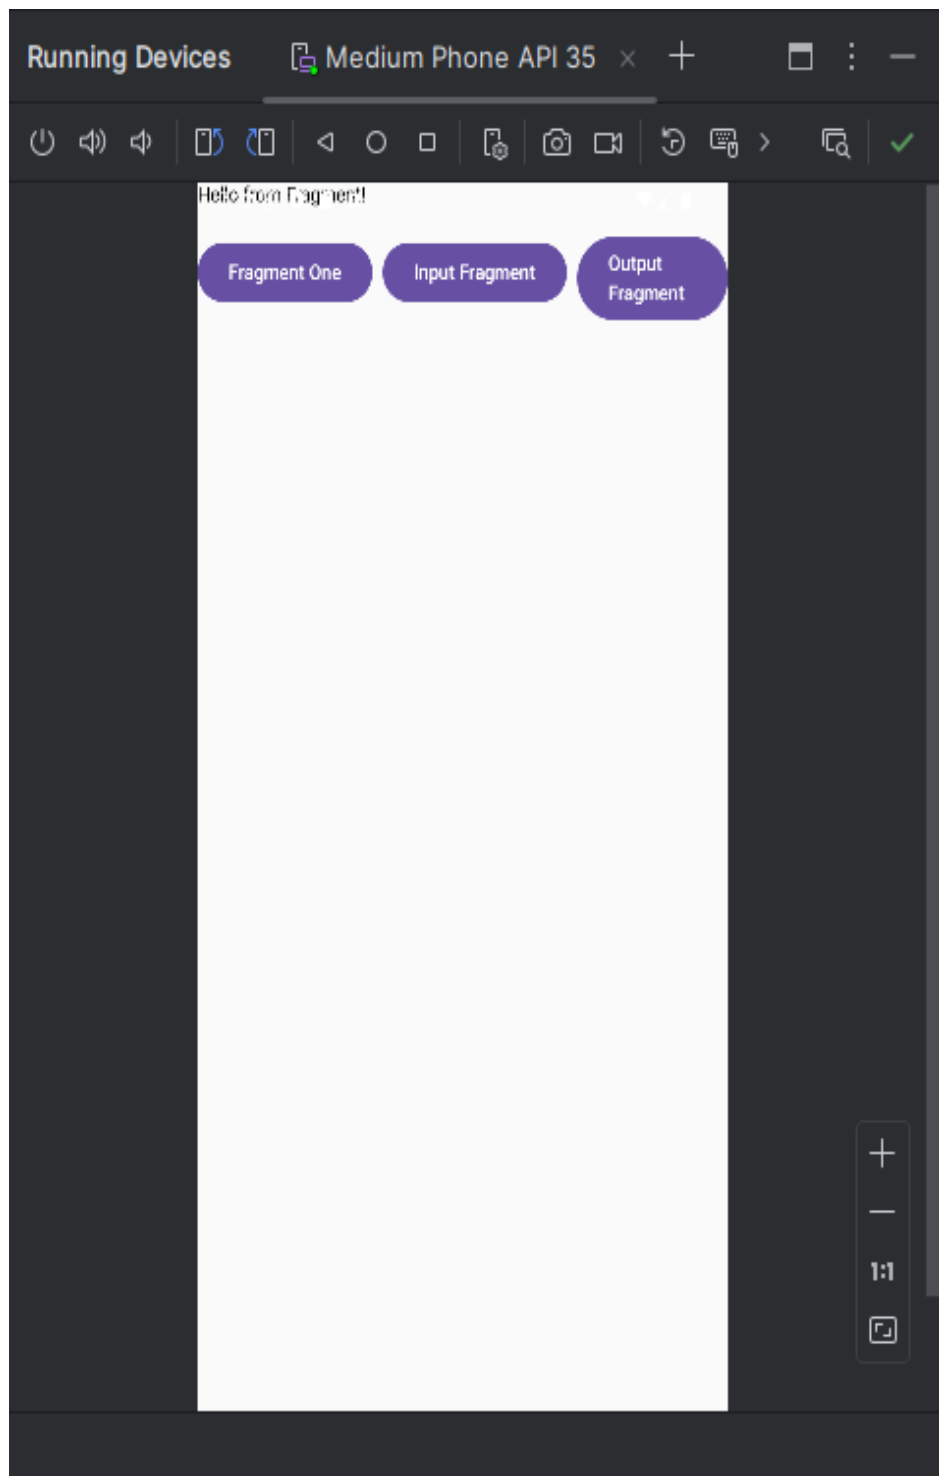 Running Devices
Medium Phone API 35
Hello from Fragment!
Fragment One
Input Fragment
Output
Fragment
1:1